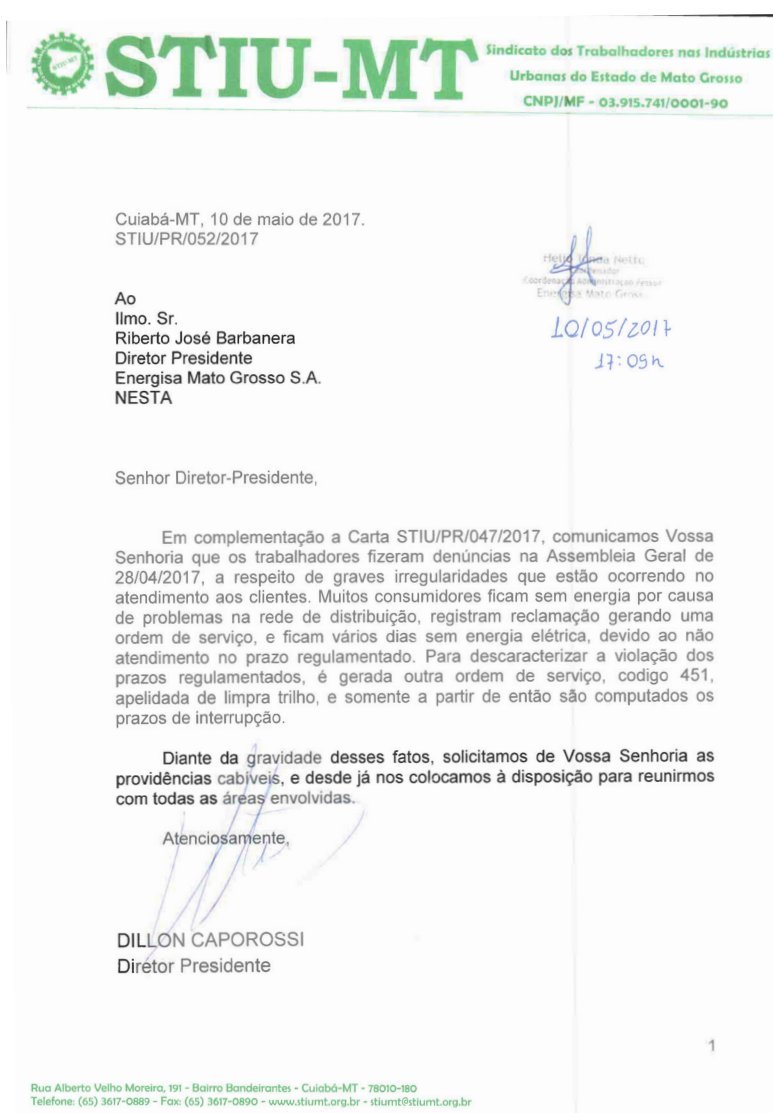 STIU-MT
Sindicato dos Trabalhadores nas Indústrias
Urbanas do Estado de Mato Grosso
CNPJ/MF - 03.915.741/0001-90
Cuiabá-MT, 10 de maio de 2017.
STIU/PR/052/2017
Netto
Coordenador
Coordenação Administração Pessoal
Energisa Mato Grosso
10/05/2017
17:09h
Ao
Ilmo. Sr.
Riberto José Barbanera
Diretor Presidente
Energisa Mato Grosso S.A.
NESTA
Senhor Diretor-Presidente,
Em complementação a Carta STIU/PR/047/2017, comunicamos Vossa
Senhoria que os trabalhadores fizeram denúncias na Assembleia Geral de
28/04/2017, a respeito de graves irregularidades que estão ocorrendo no
atendimento aos clientes. Muitos consumidores ficam sem energia por causa
de problemas na rede de distribuição, registram reclamação gerando uma
ordem de serviço, e ficam vários dias sem energia elétrica, devido ao não
atendimento no prazo regulamentado. Para descaracterizar a violação dos
prazos regulamentados, é gerada outra ordem de serviço, codigo 451,
apelidada de limpra trilho, e somente a partir de então são computados os
prazos de interrupção.
Diante da gravidade desses fatos, solicitamos de Vossa Senhoria as
providências cabíveis, e desde já nos colocamos à disposição para reunirmos
com todas as áreas envolvidas.
Atenciosamente,
DILLON CAPOROSSI
Diretor Presidente
1
Rua Alberto Velho Moreira, 191 - Bairro Bandeirantes - Cuiabá-MT - 78010-180
Telefone: (65) 3617-0889 - Fax: (65) 3617-0890 - www.stiumt.org.br - stiumt@stiumt.org.br